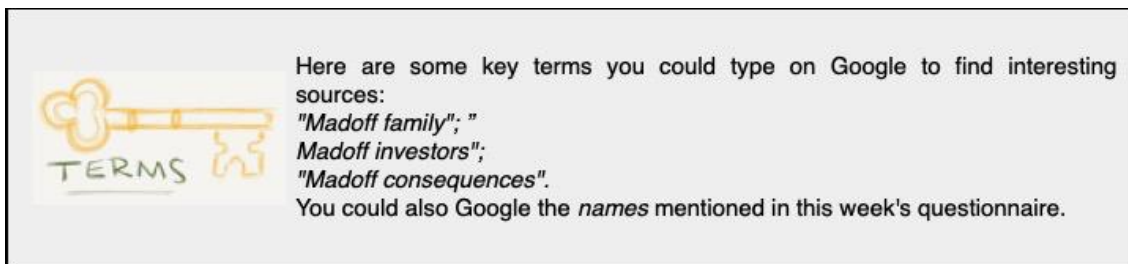 Here are some key terms you could type on Google to find interesting
sources:
"Madoff family"; ”
Madoff investors";
"Madoff consequences".
You could also Google the names mentioned in this week's questionnaire.
TERMS